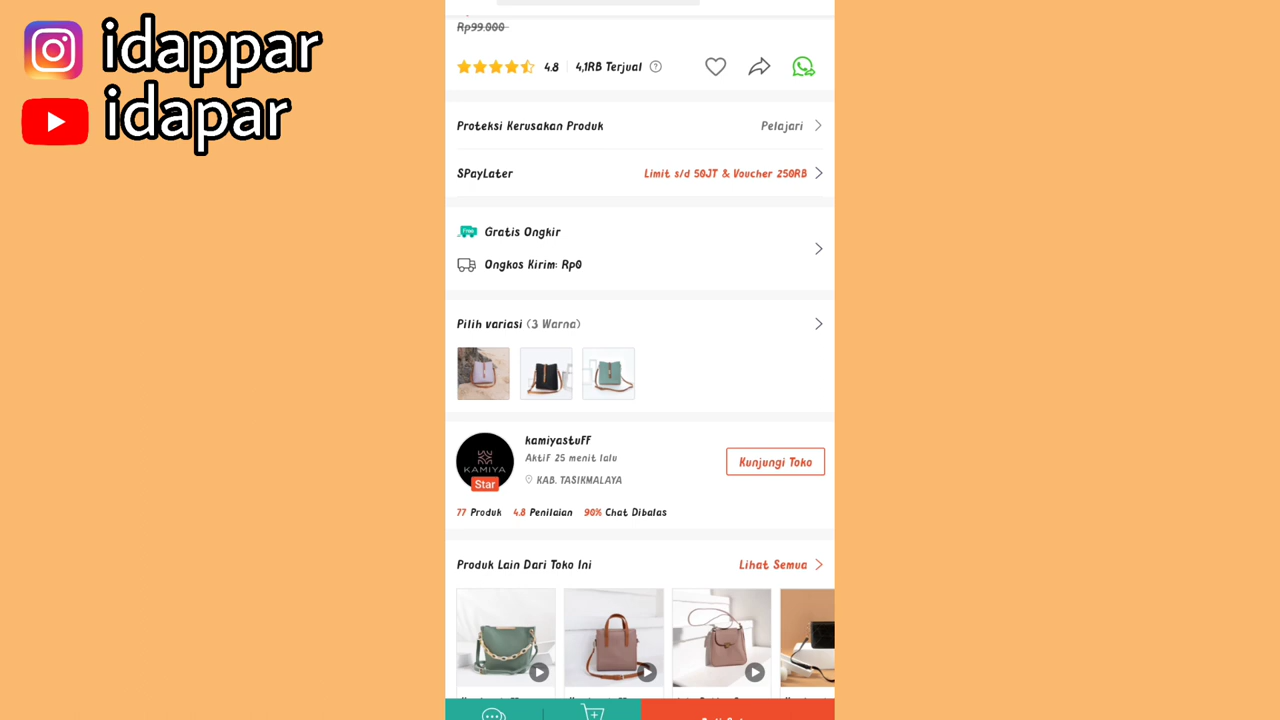 idappar
idapar
Rp99.000
4.8 4,1RB Terjual
Proteksi Kerusakan Produk Pelajari
SPayLater Limit s/d 50JT & Voucher 250RB
Free Gratis Ongkir
Ongkos Kirim: Rp0
Pilih variasi (3 Warna)
kamiyastuff
Aktif 25 menit lalu
KAB. TASIKMALAYA
Kunjungi Toko
KAMIYA
Star
77 Produk 4.8 Penilaian 90% Chat Dibalas
Produk Lain Dari Toko Ini Lihat Semua